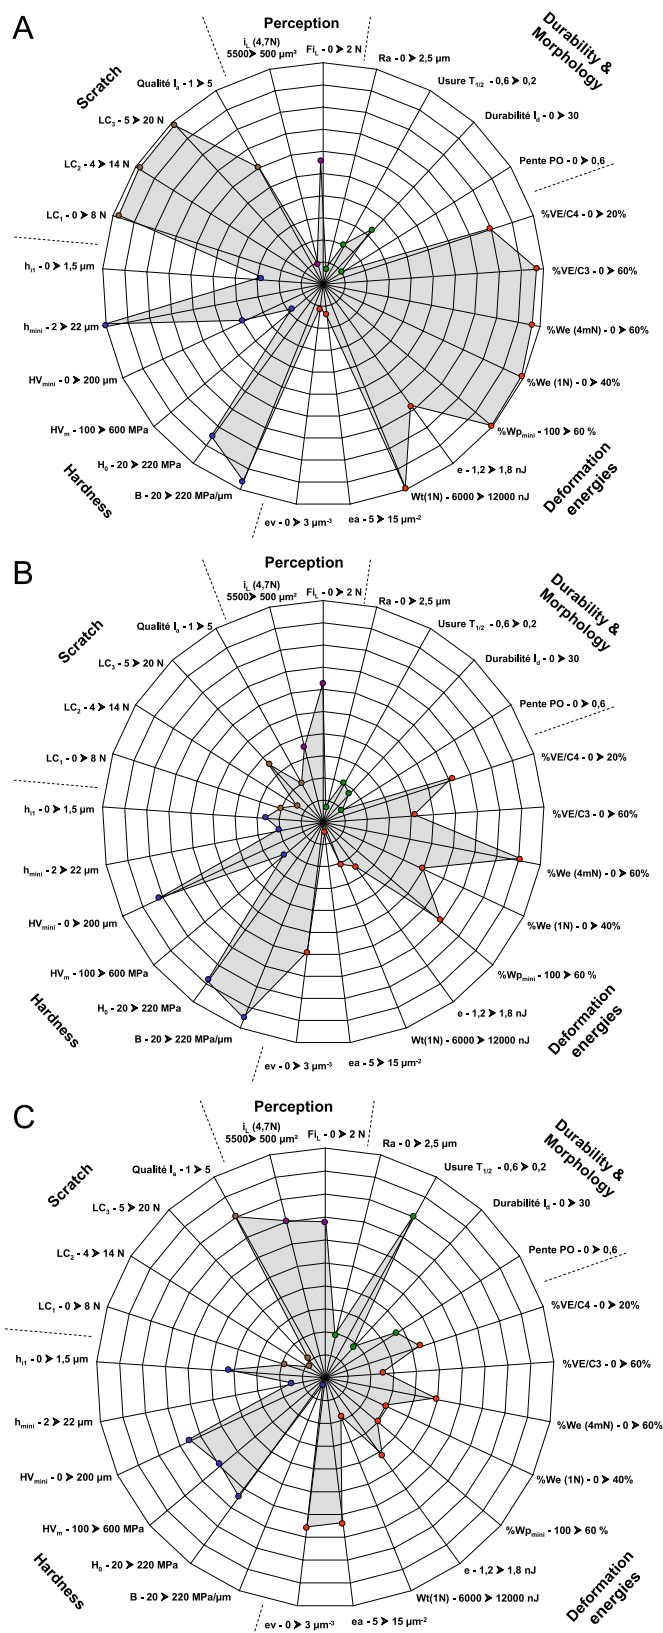 A
Perception
i_L (4,7N)
5500➤ 500 µm²
Fi_L - 0➤ 2 N
Ra - 0➤ 2,5 µm
Usure T_1/2 - 0,6➤ 0,2
Durabilité I_d - 0➤ 30
Pente PO - 0➤ 0,6
Durability &
Morphology
%VE/C4 - 0➤ 20%
%VE/C3 - 0➤ 60%
%We (4mN) - 0➤ 60%
%We (1N) - 0➤ 40%
%Wp_mini - 100➤ 60 %
e - 1,2➤ 1,8 nJ
Wt(1N) - 6000➤ 12000 nJ
Deformation
energies
ea - 5➤ 15 µm⁻²
ev - 0➤ 3 µm⁻³
B - 20➤ 220 MPa/µm
H_0 - 20➤ 220 MPa
HV_m - 100➤ 600 MPa
HV_mini - 0➤ 200 µm
h_mini - 2➤ 22 µm
h_i1 - 0➤ 1,5 µm
Hardness
LC_1 - 0➤ 8 N
LC_2 - 4➤ 14 N
LC_3 - 5➤ 20 N
Qualité I_a - 1➤ 5
Scratch
B
Perception
i_L (4,7N)
5500➤ 500 µm²
Fi_L - 0➤ 2 N
Ra - 0➤ 2,5 µm
Usure T_1/2 - 0,6➤ 0,2
Durabilité I_d - 0➤ 30
Pente PO - 0➤ 0,6
Durability &
Morphology
%VE/C4 - 0➤ 20%
%VE/C3 - 0➤ 60%
%We (4mN) - 0➤ 60%
%We (1N) - 0➤ 40%
%Wp_mini - 100➤ 60 %
e - 1,2➤ 1,8 nJ
Wt(1N) - 6000➤ 12000 nJ
Deformation
energies
ea - 5➤ 15 µm⁻²
ev - 0➤ 3 µm⁻³
B - 20➤ 220 MPa/µm
H_0 - 20➤ 220 MPa
HV_m - 100➤ 600 MPa
HV_mini - 0➤ 200 µm
h_mini - 2➤ 22 µm
h_i1 - 0➤ 1,5 µm
Hardness
LC_1 - 0➤ 8 N
LC_2 - 4➤ 14 N
LC_3 - 5➤ 20 N
Qualité I_a - 1➤ 5
Scratch
C
Perception
i_L (4,7N)
5500➤ 500 µm²
Fi_L - 0➤ 2 N
Ra - 0➤ 2,5 µm
Usure T_1/2 - 0,6➤ 0,2
Durabilité I_d - 0➤ 30
Pente PO - 0➤ 0,6
Durability &
Morphology
%VE/C4 - 0➤ 20%
%VE/C3 - 0➤ 60%
%We (4mN) - 0➤ 60%
%We (1N) - 0➤ 40%
%Wp_mini - 100➤ 60 %
e - 1,2➤ 1,8 nJ
Wt(1N) - 6000➤ 12000 nJ
Deformation
energies
ea - 5➤ 15 µm⁻²
ev - 0➤ 3 µm⁻³
B - 20➤ 220 MPa/µm
H_0 - 20➤ 220 MPa
HV_m - 100➤ 600 MPa
HV_mini - 0➤ 200 µm
h_mini - 2➤ 22 µm
h_i1 - 0➤ 1,5 µm
Hardness
LC_1 - 0➤ 8 N
LC_2 - 4➤ 14 N
LC_3 - 5➤ 20 N
Qualité I_a - 1➤ 5
Scratch